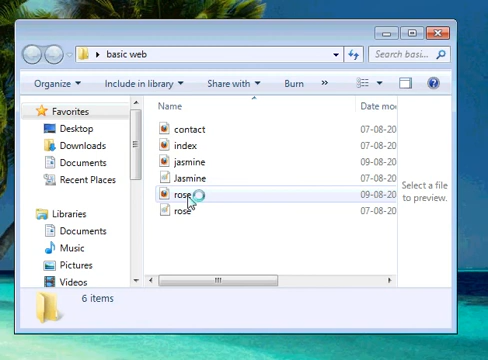 basic web
Search basi...
Organize
Include in library
Share with
Burn
»
Favorites
Desktop
Downloads
Documents
Recent Places
Libraries
Documents
Music
Pictures
Videos
Name
Date mo
contact
07-08-20
index
07-08-20
jasmine
09-08-20
Jasmine
07-08-20
rose
09-08-20
rose
07-08-20
Select a file
to preview.
6 items